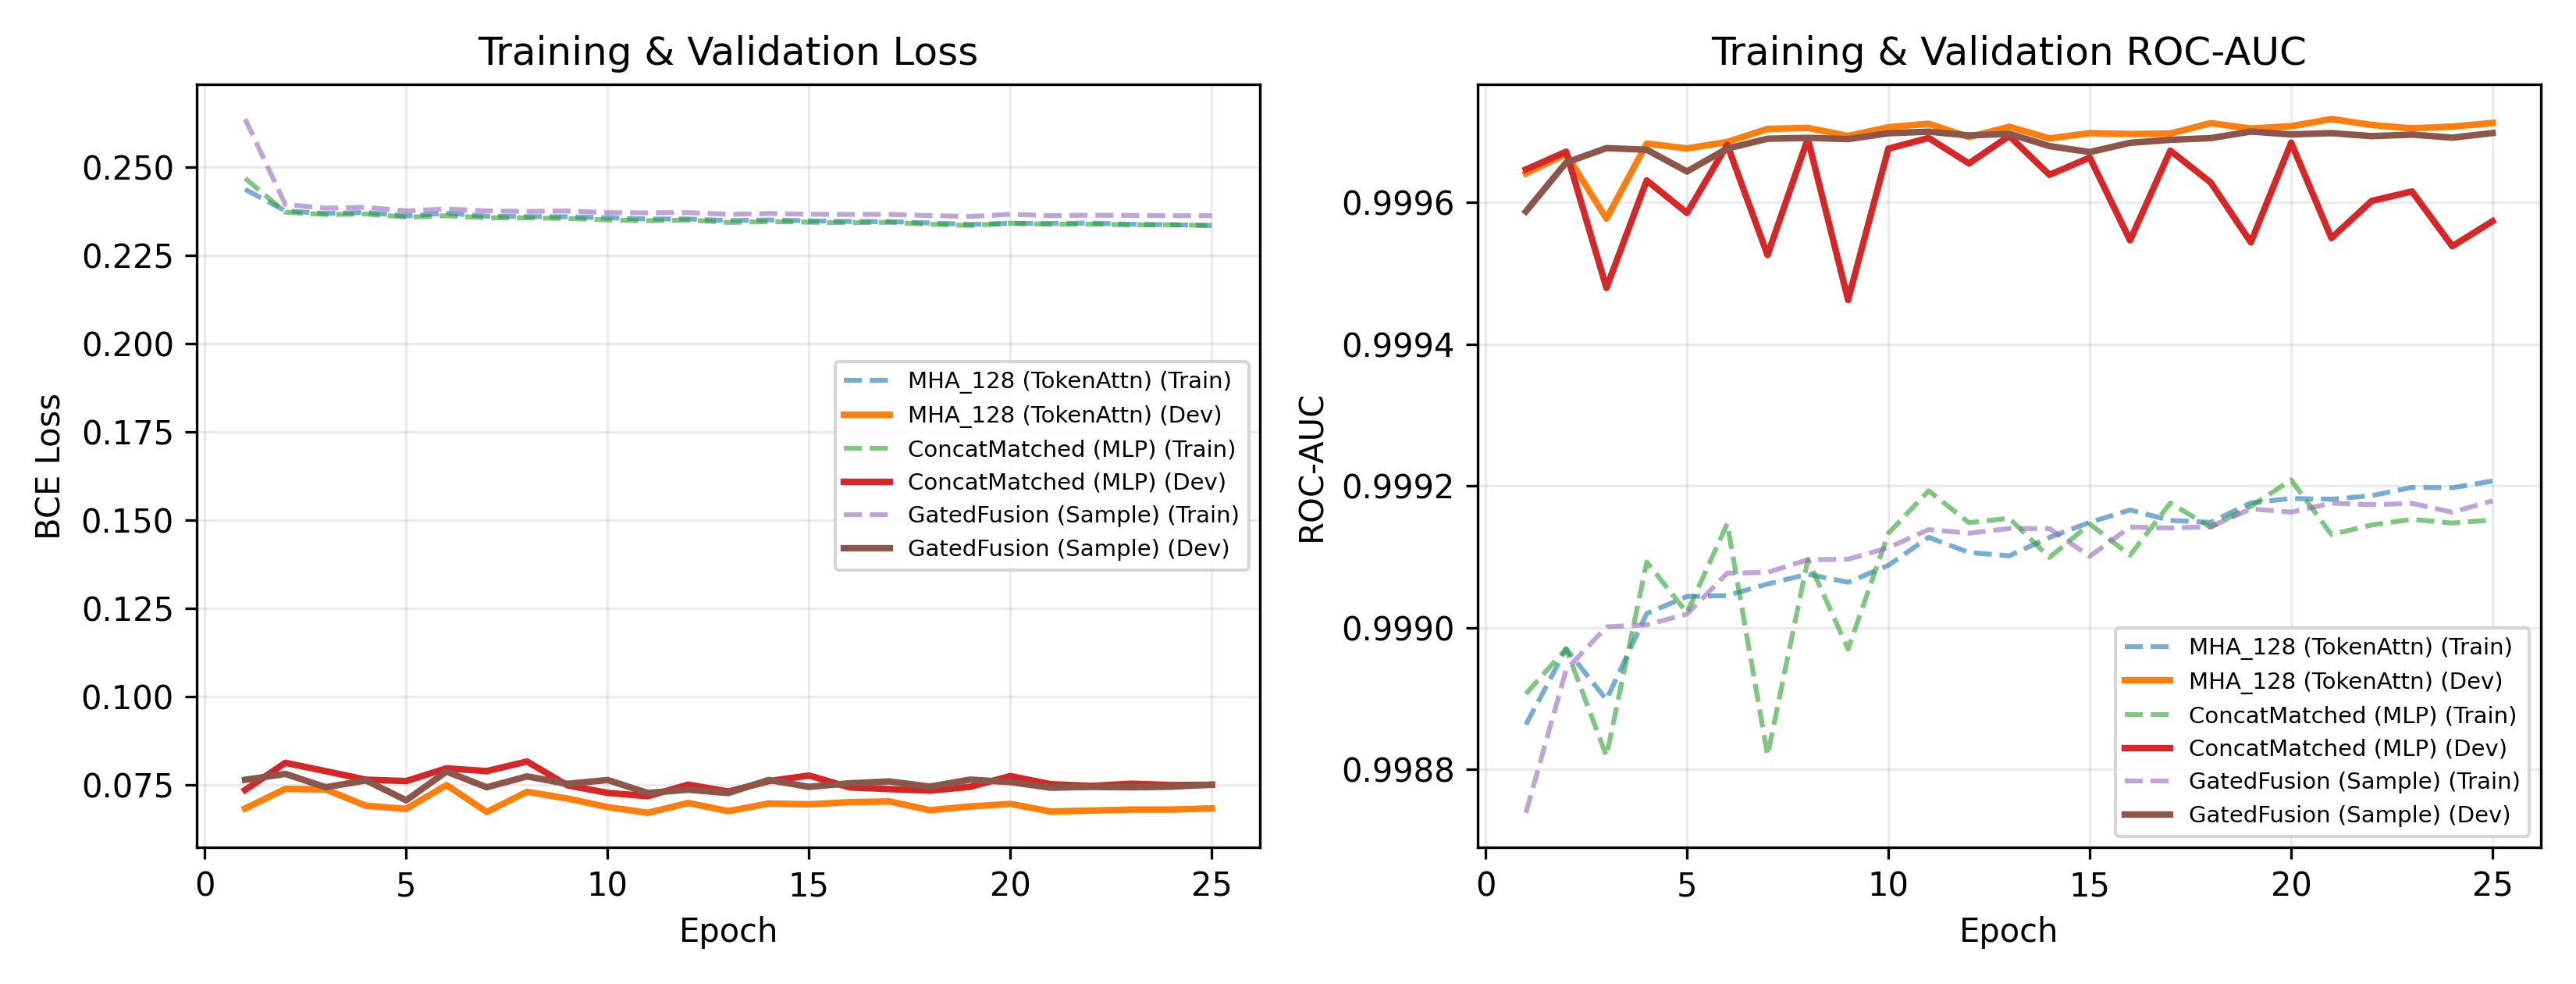 Training & Validation Loss
BCE Loss
0.250
0.225
0.200
0.175
0.150
0.125
0.100
0.075
0
5
10
15
20
25
Epoch
MHA_128 (TokenAttn) (Train)
MHA_128 (TokenAttn) (Dev)
ConcatMatched (MLP) (Train)
ConcatMatched (MLP) (Dev)
GatedFusion (Sample) (Train)
GatedFusion (Sample) (Dev)
Training & Validation ROC-AUC
ROC-AUC
0.9996
0.9994
0.9992
0.9990
0.9988
0
5
10
15
20
25
Epoch
MHA_128 (TokenAttn) (Train)
MHA_128 (TokenAttn) (Dev)
ConcatMatched (MLP) (Train)
ConcatMatched (MLP) (Dev)
GatedFusion (Sample) (Train)
GatedFusion (Sample) (Dev)